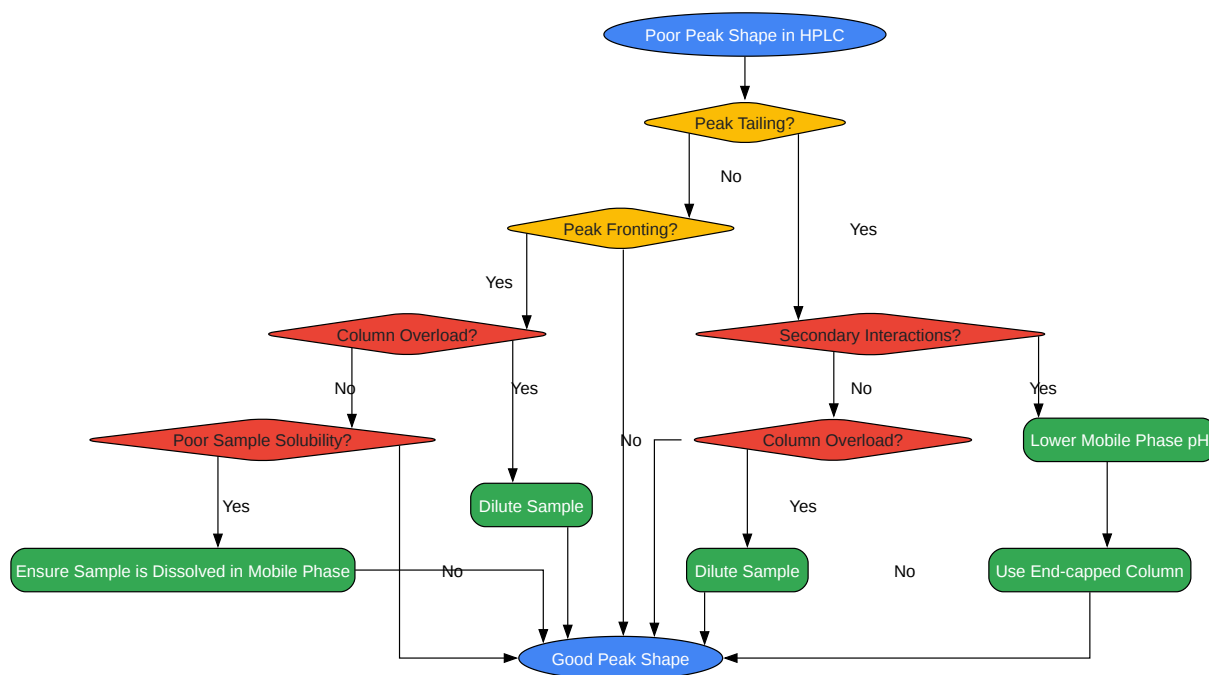 Poor Peak Shape in HPLC
Peak Tailing?
No
Peak Fronting?
Yes
Yes
Column Overload?
Secondary Interactions?
No
Yes
No
Yes
Poor Sample Solubility?
No
Column Overload?
Lower Mobile Phase pH
Yes
Dilute Sample
Yes
Ensure Sample is Dissolved in Mobile Phase
No
Dilute Sample
No
Use End-capped Column
Good Peak Shape